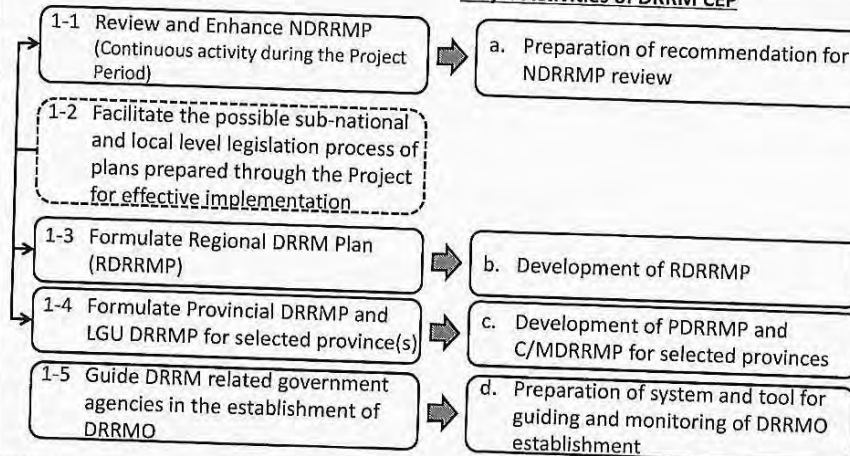 of DRRM CEP
1-1 Review and Enhance NDRRMP
(Continuous activity during the Project
Period)
a. Preparation of recommendation for
NDRRMP review
1-2 Facilitate the possible sub-national
and local level legislation process of
plans prepared through the Project
for effective implementation
1-3 Formulate Regional DRRM Plan
(RDRRMP)
b. Development of RDRRMP
1-4 Formulate Provincial DRRMP and
LGU DRRMP for selected province(s)
c. Development of PDRRMP and
C/MDRRMP for selected provinces
1-5 Guide DRRM related government
agencies in the establishment of
DRRMO
d. Preparation of system and tool for
guiding and monitoring of DRRMO
establishment